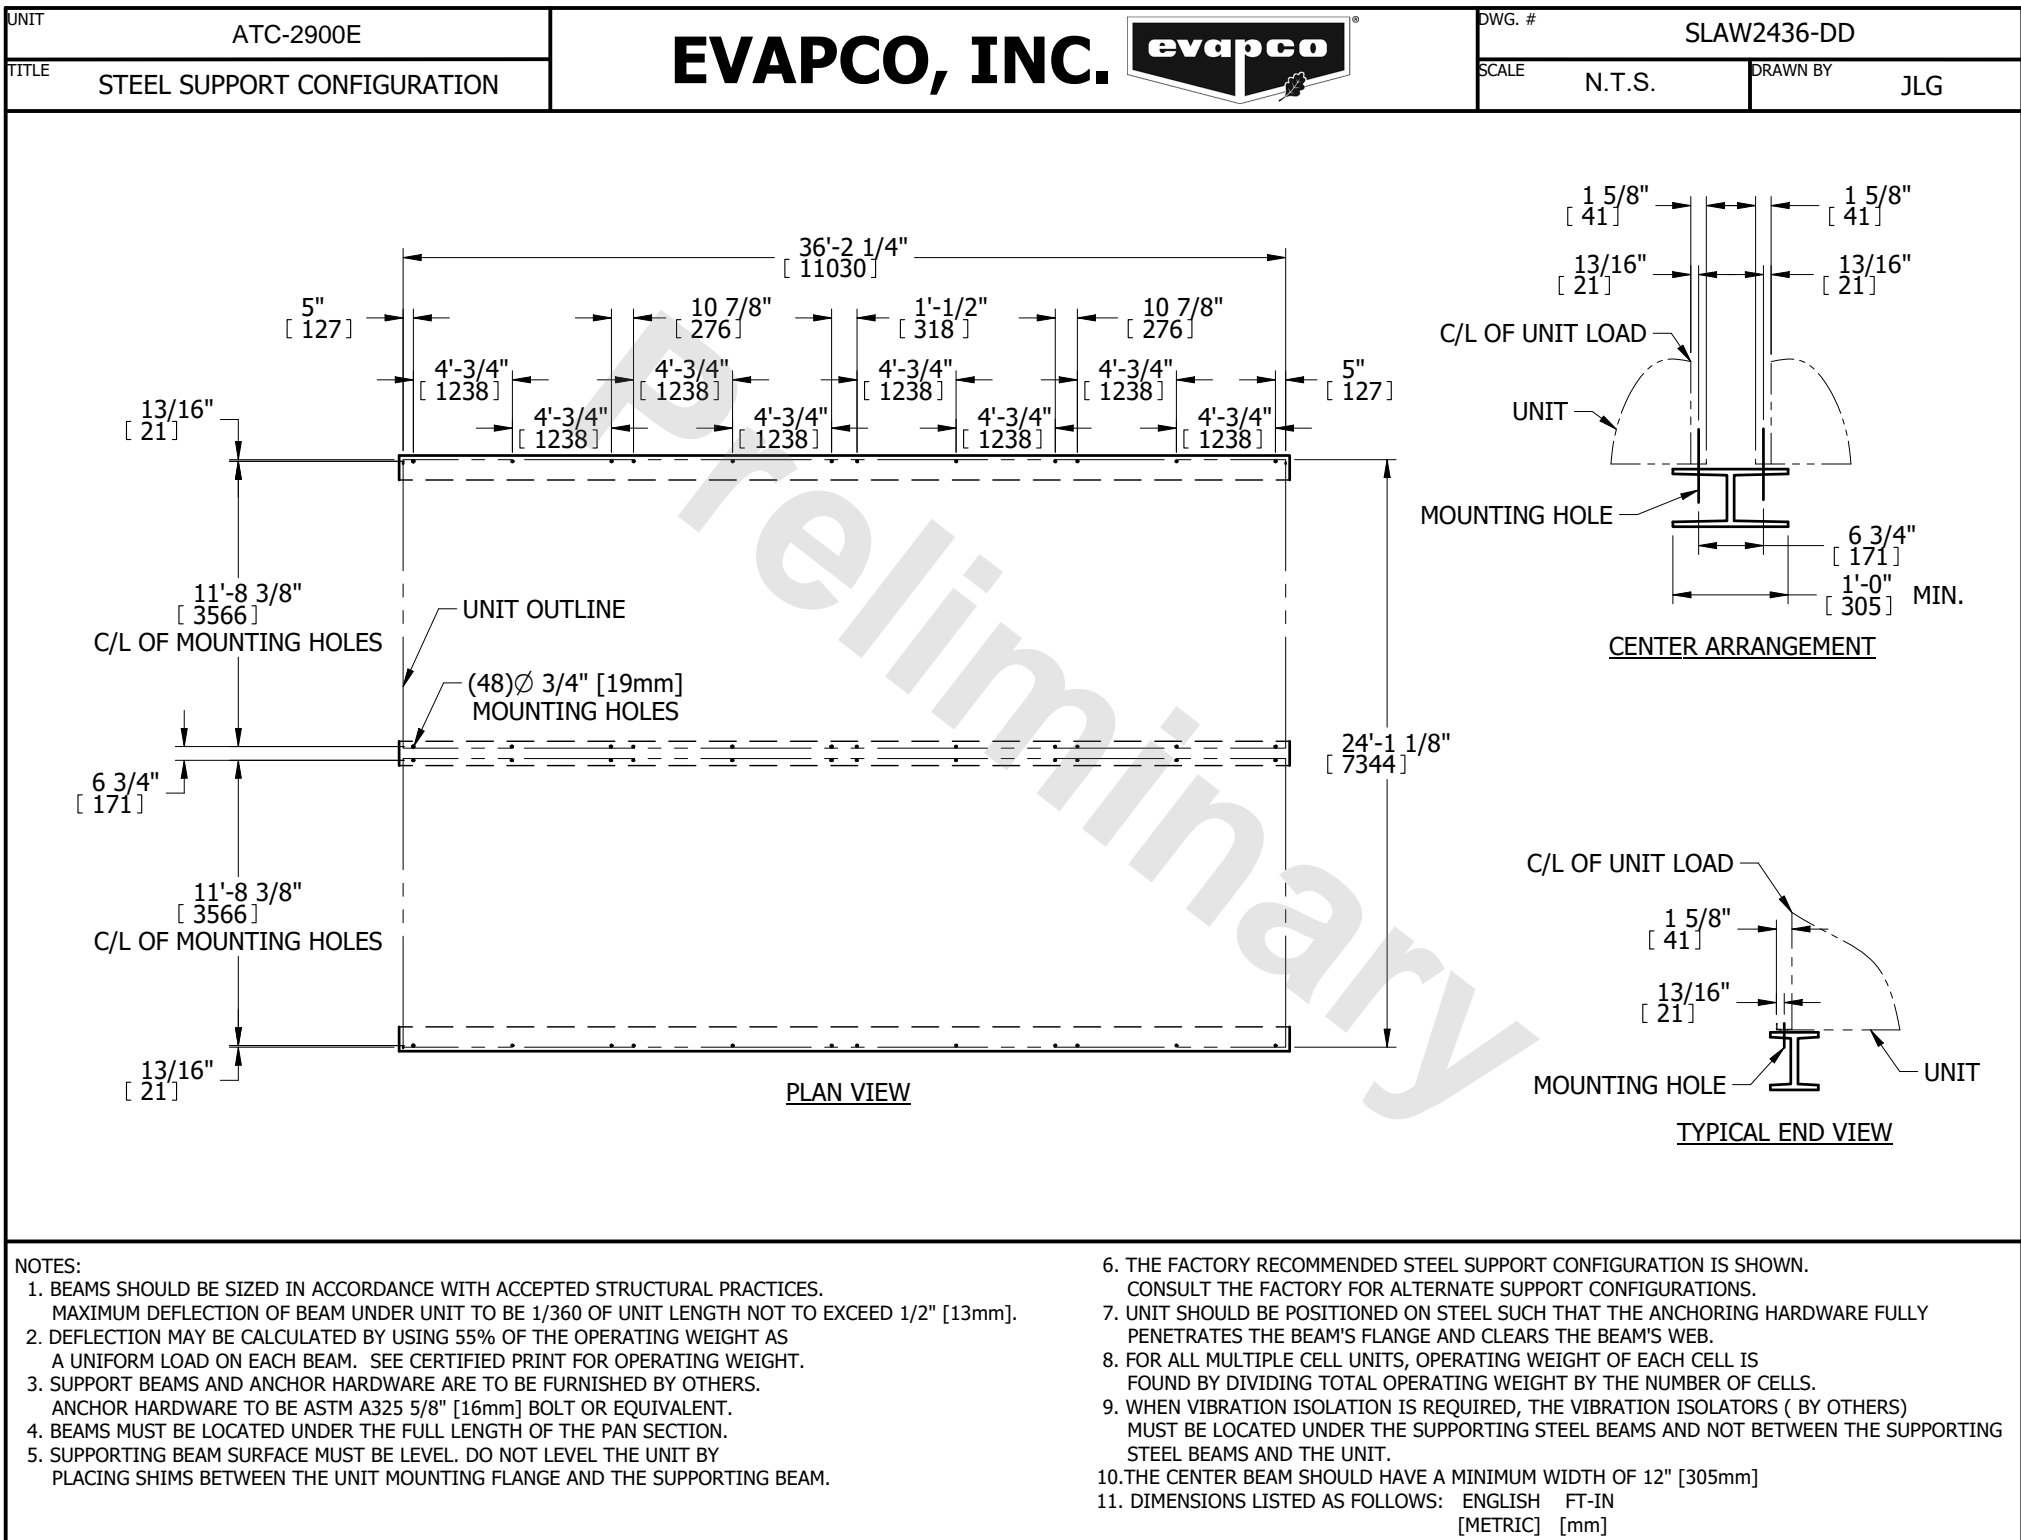 UNIT
ATC-2900E
TITLE
STEEL SUPPORT CONFIGURATION
EVAPCO, INC.
evapco
®
DWG. #
SLAW2436-DD
SCALE
N.T.S.
DRAWN BY
JLG
36'-2 1/4"
[ 11030 ]
5"
[ 127 ]
10 7/8"
[ 276 ]
1'-1/2"
[ 318 ]
10 7/8"
[ 276 ]
4'-3/4"
[ 1238 ]
4'-3/4"
[ 1238 ]
4'-3/4"
[ 1238 ]
4'-3/4"
[ 1238 ]
5"
[ 127 ]
4'-3/4"
[ 1238 ]
4'-3/4"
[ 1238 ]
4'-3/4"
[ 1238 ]
4'-3/4"
[ 1238 ]
13/16"
[ 21 ]
11'-8 3/8"
[ 3566 ]
C/L OF MOUNTING HOLES
UNIT OUTLINE
(48)∅ 3/4" [19mm]
MOUNTING HOLES
6 3/4"
[ 171 ]
24'-1 1/8"
[ 7344 ]
11'-8 3/8"
[ 3566 ]
C/L OF MOUNTING HOLES
13/16"
[ 21 ]
PLAN VIEW
Preliminary
1 5/8"
[ 41 ]
1 5/8"
[ 41 ]
13/16"
[ 21 ]
13/16"
[ 21 ]
C/L OF UNIT LOAD
UNIT
MOUNTING HOLE
6 3/4"
[ 171 ]
1'-0"
[ 305 ] MIN.
CENTER ARRANGEMENT
C/L OF UNIT LOAD
1 5/8"
[ 41 ]
13/16"
[ 21 ]
MOUNTING HOLE
UNIT
TYPICAL END VIEW
NOTES:
1. BEAMS SHOULD BE SIZED IN ACCORDANCE WITH ACCEPTED STRUCTURAL PRACTICES.
MAXIMUM DEFLECTION OF BEAM UNDER UNIT TO BE 1/360 OF UNIT LENGTH NOT TO EXCEED 1/2" [13mm].
2. DEFLECTION MAY BE CALCULATED BY USING 55% OF THE OPERATING WEIGHT AS
A UNIFORM LOAD ON EACH BEAM. SEE CERTIFIED PRINT FOR OPERATING WEIGHT.
3. SUPPORT BEAMS AND ANCHOR HARDWARE ARE TO BE FURNISHED BY OTHERS.
ANCHOR HARDWARE TO BE ASTM A325 5/8" [16mm] BOLT OR EQUIVALENT.
4. BEAMS MUST BE LOCATED UNDER THE FULL LENGTH OF THE PAN SECTION.
5. SUPPORTING BEAM SURFACE MUST BE LEVEL. DO NOT LEVEL THE UNIT BY
PLACING SHIMS BETWEEN THE UNIT MOUNTING FLANGE AND THE SUPPORTING BEAM.
6. THE FACTORY RECOMMENDED STEEL SUPPORT CONFIGURATION IS SHOWN.
CONSULT THE FACTORY FOR ALTERNATE SUPPORT CONFIGURATIONS.
7. UNIT SHOULD BE POSITIONED ON STEEL SUCH THAT THE ANCHORING HARDWARE FULLY
PENETRATES THE BEAM'S FLANGE AND CLEARS THE BEAM'S WEB.
8. FOR ALL MULTIPLE CELL UNITS, OPERATING WEIGHT OF EACH CELL IS
FOUND BY DIVIDING TOTAL OPERATING WEIGHT BY THE NUMBER OF CELLS.
9. WHEN VIBRATION ISOLATION IS REQUIRED, THE VIBRATION ISOLATORS ( BY OTHERS)
MUST BE LOCATED UNDER THE SUPPORTING STEEL BEAMS AND NOT BETWEEN THE SUPPORTING
STEEL BEAMS AND THE UNIT.
10.THE CENTER BEAM SHOULD HAVE A MINIMUM WIDTH OF 12" [305mm]
11. DIMENSIONS LISTED AS FOLLOWS: ENGLISH FT-IN
[METRIC] [mm]